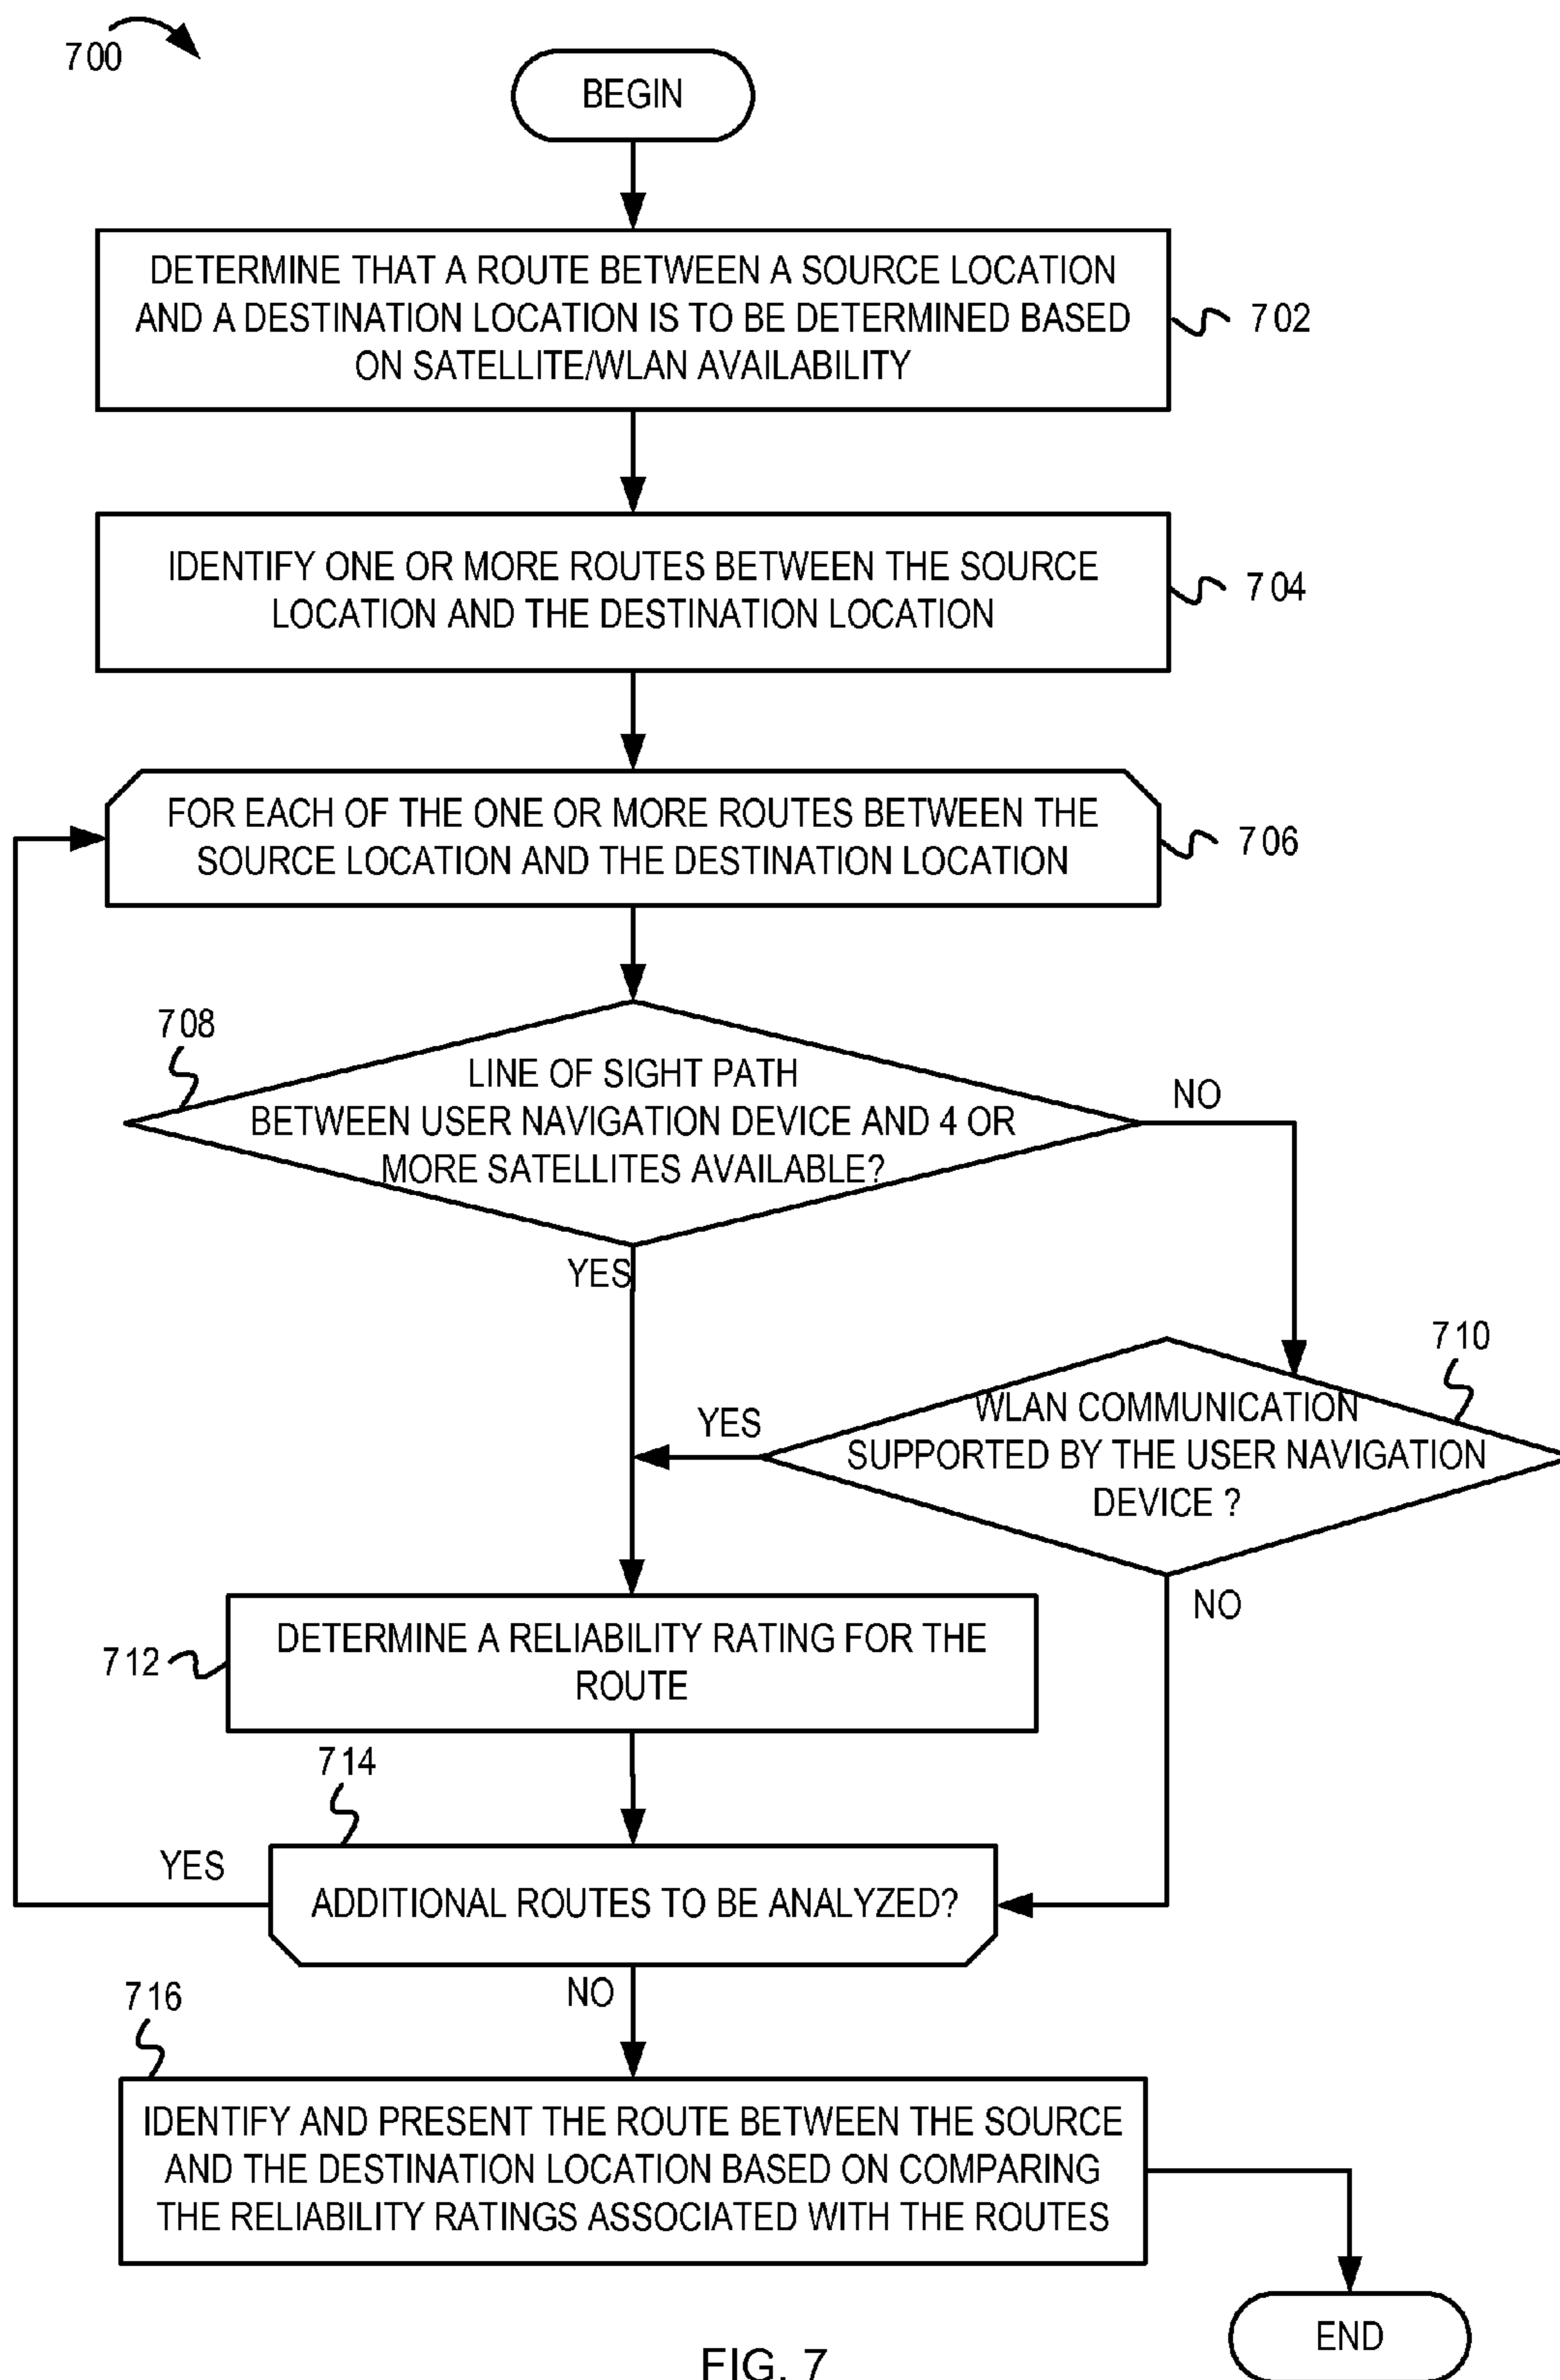 700
BEGIN
DETERMINE THAT A ROUTE BETWEEN A SOURCE LOCATION
AND A DESTINATION LOCATION IS TO BE DETERMINED BASED
ON SATELLITE/WLAN AVAILABILITY
702
IDENTIFY ONE OR MORE ROUTES BETWEEN THE SOURCE
LOCATION AND THE DESTINATION LOCATION
704
FOR EACH OF THE ONE OR MORE ROUTES BETWEEN THE
SOURCE LOCATION AND THE DESTINATION LOCATION
706
708
LINE OF SIGHT PATH
BETWEEN USER NAVIGATION DEVICE AND 4 OR
MORE SATELLITES AVAILABLE?
NO
YES
710
WLAN COMMUNICATION
SUPPORTED BY THE USER NAVIGATION
DEVICE ?
YES
NO
DETERMINE A RELIABILITY RATING FOR THE
ROUTE
712
714
YES
ADDITIONAL ROUTES TO BE ANALYZED?
NO
716
IDENTIFY AND PRESENT THE ROUTE BETWEEN THE SOURCE
AND THE DESTINATION LOCATION BASED ON COMPARING
THE RELIABILITY RATINGS ASSOCIATED WITH THE ROUTES
END
FIG. 7